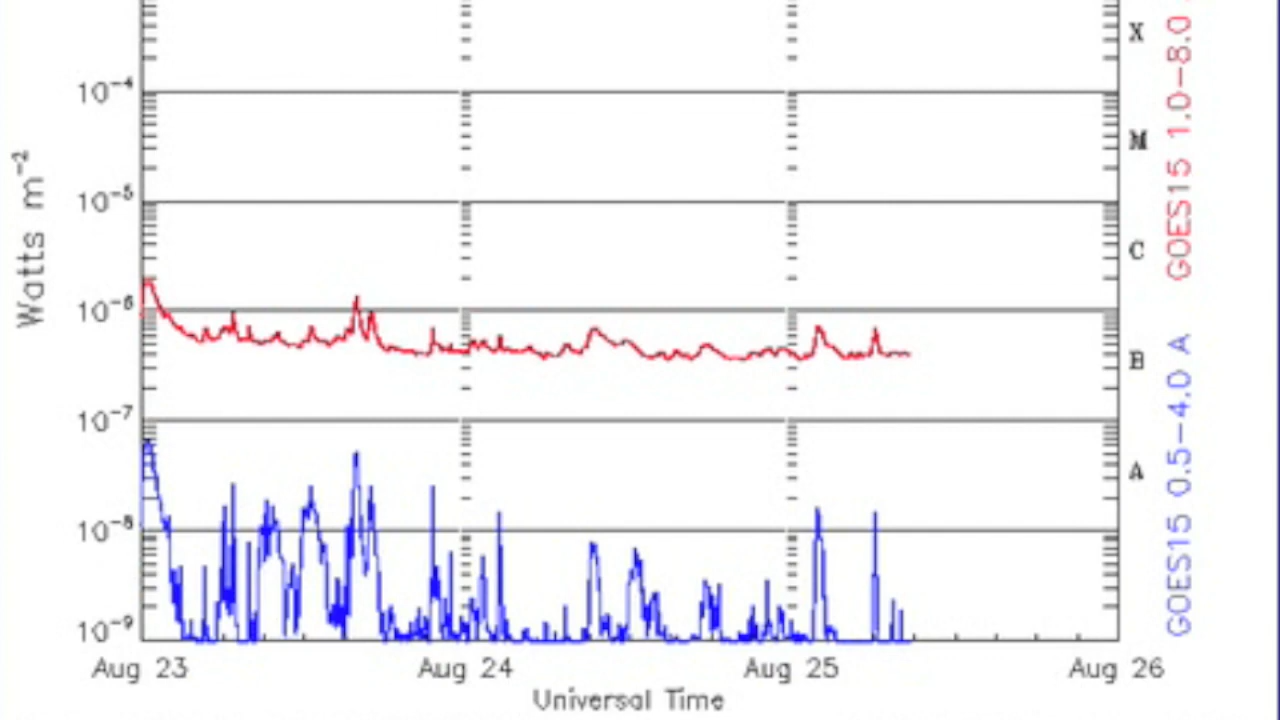 X
10⁻⁴
M
10⁻⁵
C
10⁻⁶
B
10⁻⁷
A
10⁻⁸
10⁻⁹
Watts m⁻²
Aug 23 Aug 24 Aug 25 Aug 26
Universal Time
GOES15 1.0–8.0
GOES15 0.5–4.0 A